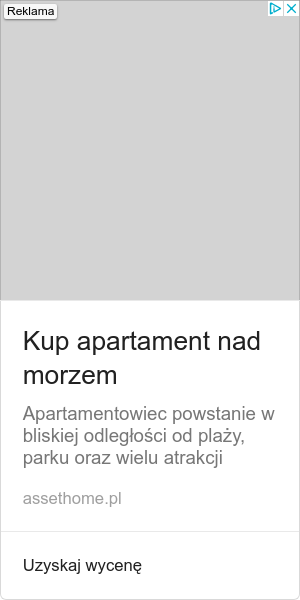 Reklama
Kup apartament nad
morzem
Apartamentowiec powstanie w
bliskiej odległości od plaży,
parku oraz wielu atrakcji
assethome.pl
Uzyskaj wycenę